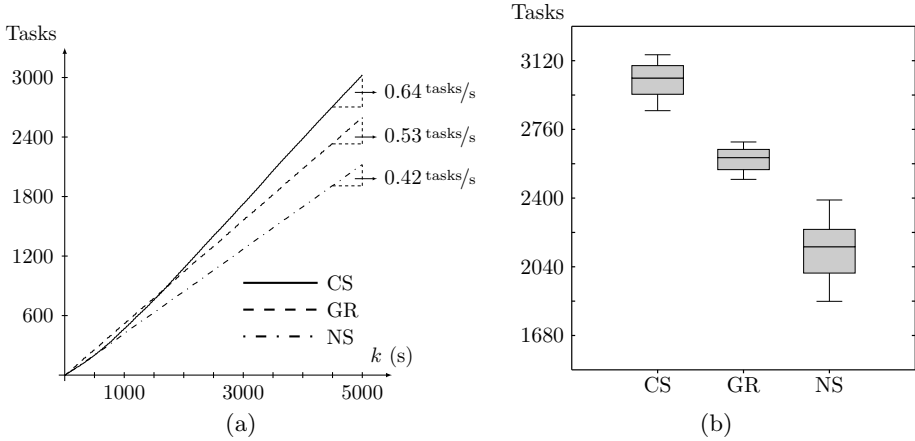 Tasks
3000
2400
1800
1200
600
0.64 tasks/s
0.53 tasks/s
0.42 tasks/s
CS
GR
NS
k (s)
1000
3000
5000
(a)
Tasks
3120
2760
2400
2040
1680
CS
GR
NS
(b)